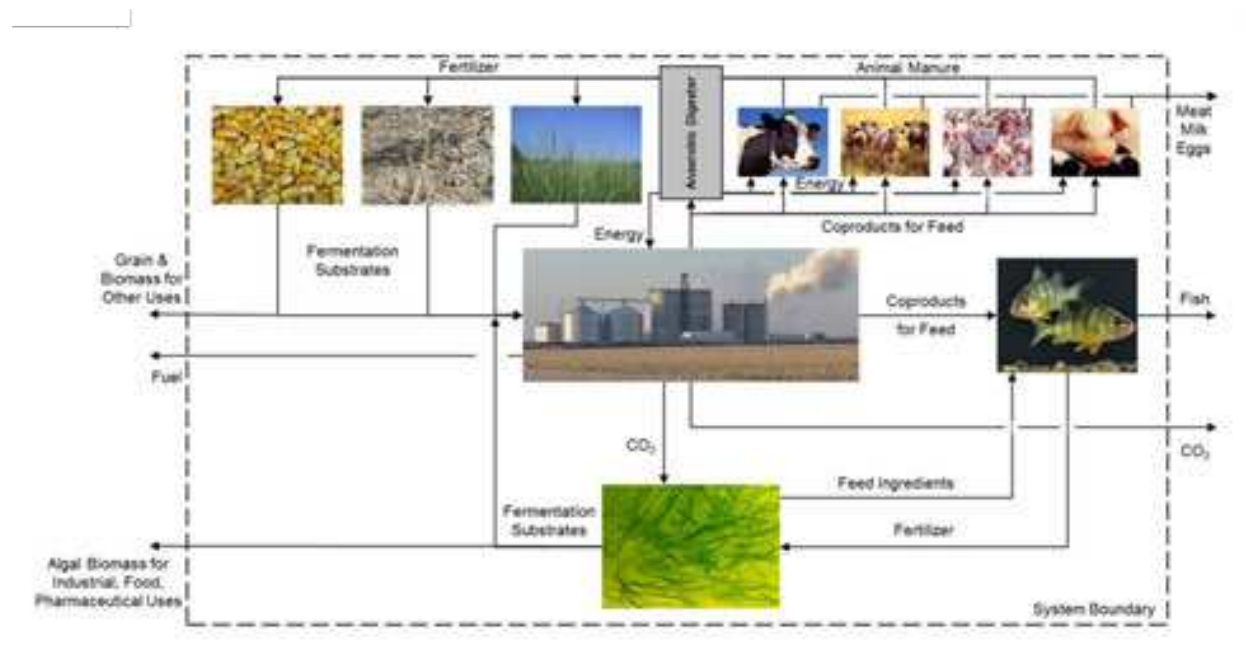 Fertilizer
Animal Manure
Anaerobic Digester
Meat
Milk
Eggs
Energy
Coproducts for Feed
Energy
Fermentation
Substrates
Grain &
Biomass for
Other Uses
Coproducts
for Feed
Fish
Fuel
CO₂
CO₂
Feed Ingredients
Fermentation
Substrates
Fertilizer
Algal Biomass for
Industrial, Food,
Pharmaceutical Uses
System Boundary